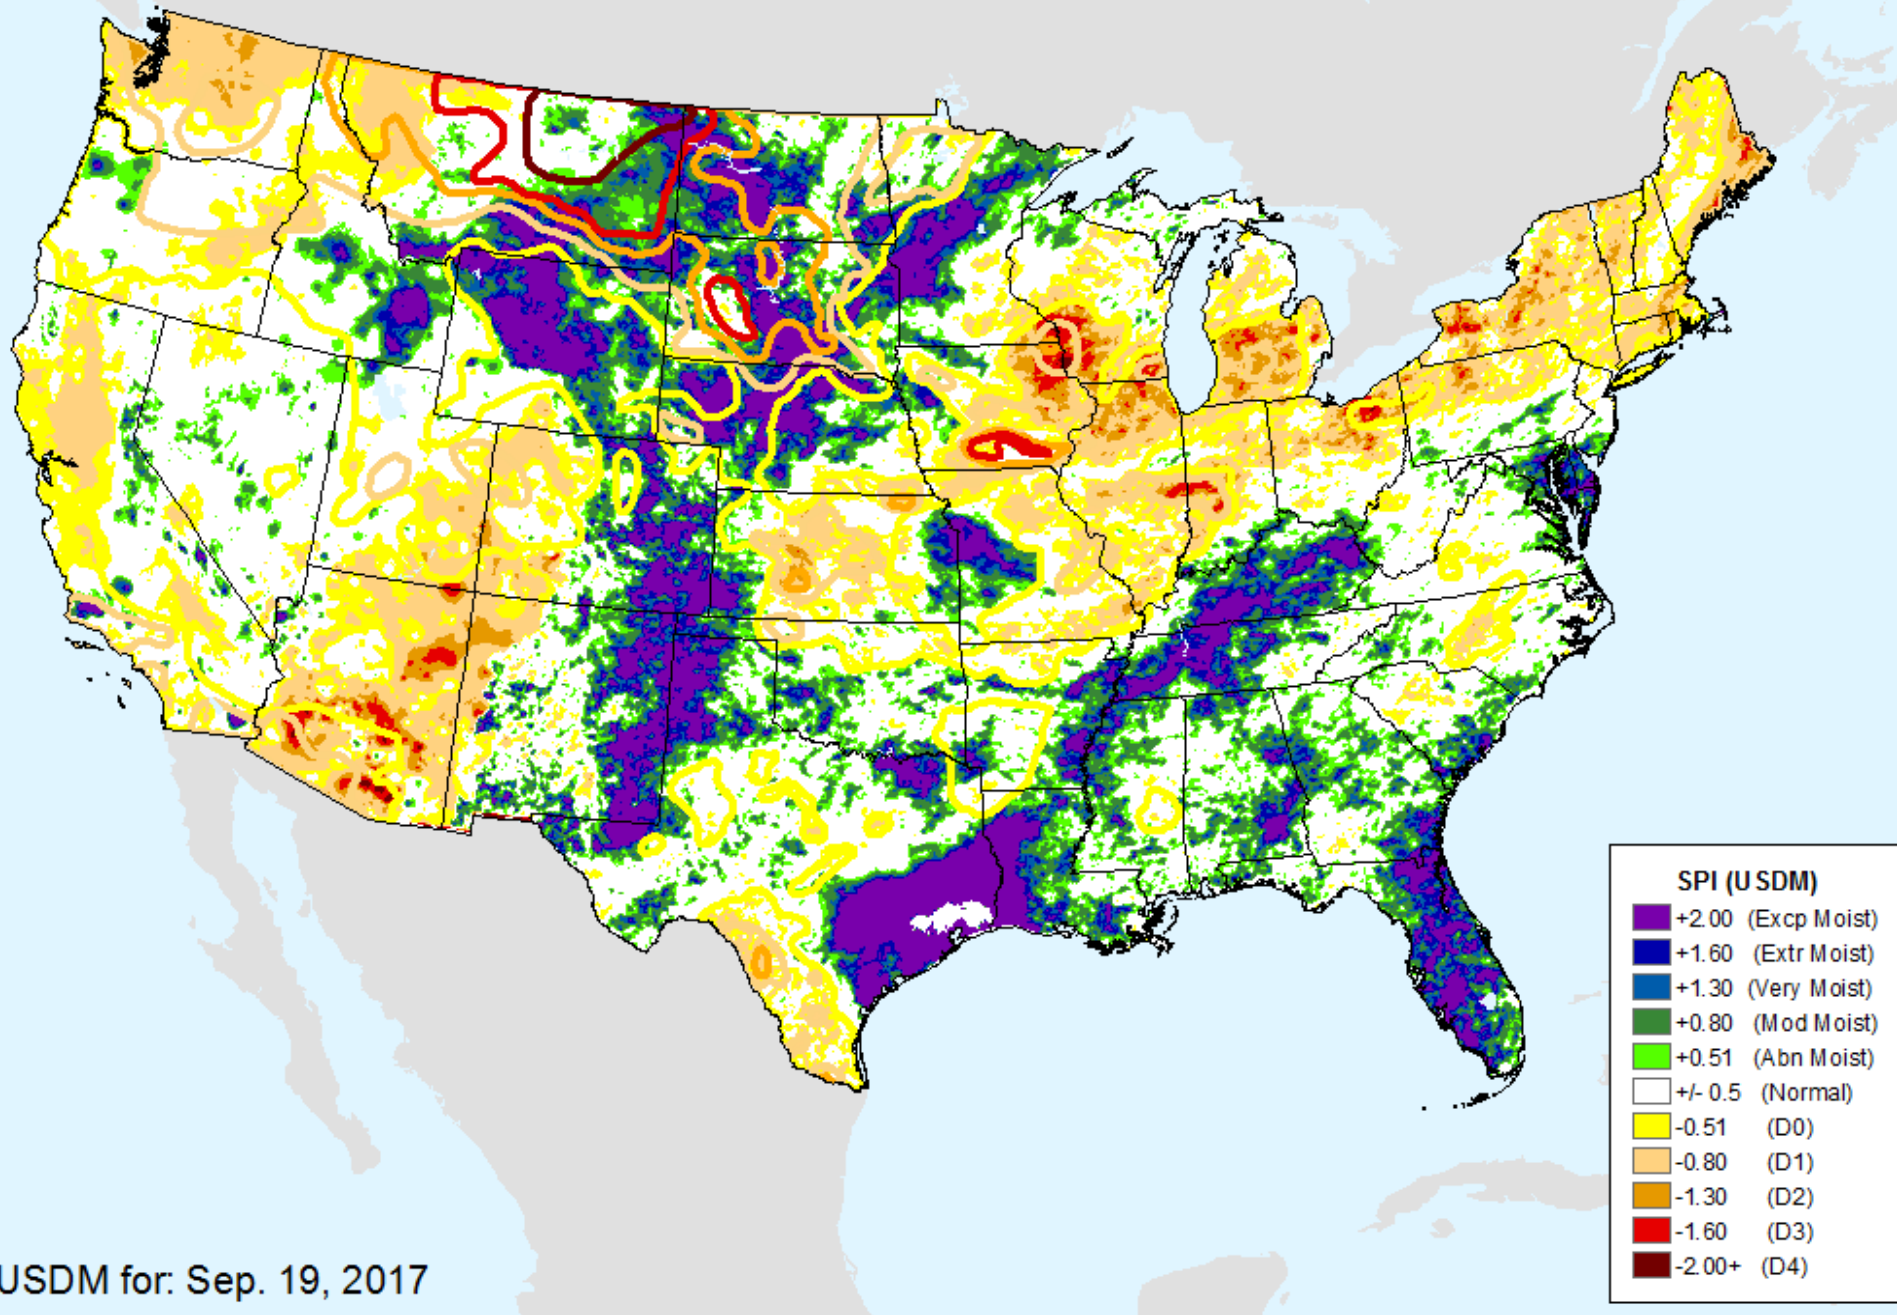 SPI (USDM)
+2.00 (Excp Moist)
+1.60 (Extr Moist)
+1.30 (Very Moist)
+0.80 (Mod Moist)
+0.51 (Abn Moist)
+/- 0.5 (Normal)
-0.51 (D0)
-0.80 (D1)
-1.30 (D2)
-1.60 (D3)
-2.00+ (D4)
USDM for: Sep. 19, 2017